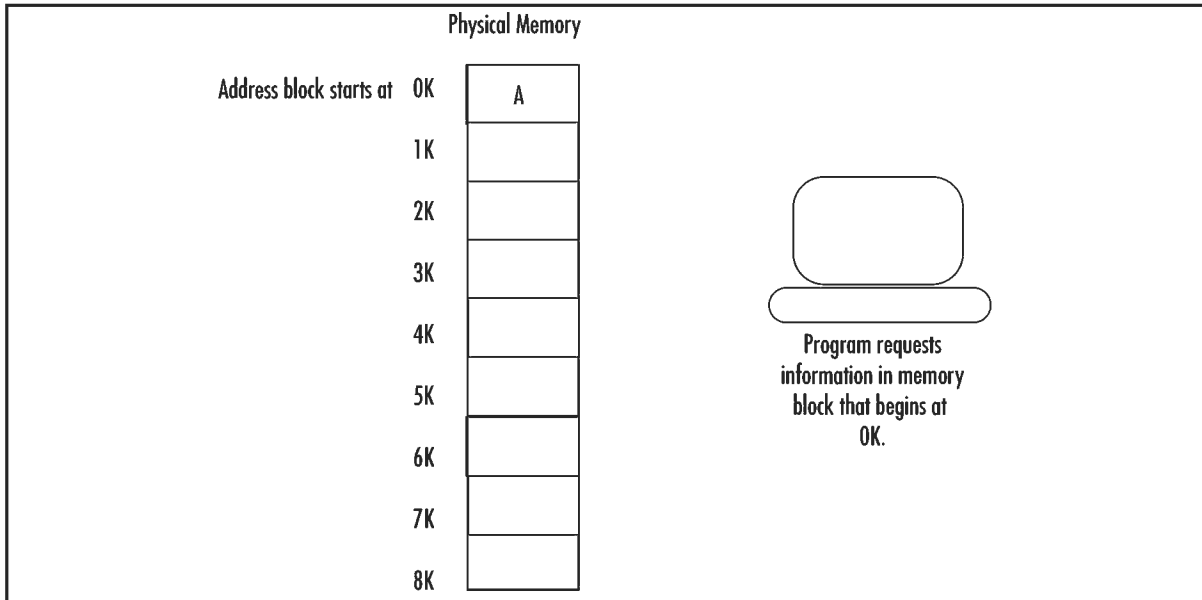 Physical Memory
Address block starts at 0K
A
1K
2K
3K
4K
5K
6K
7K
8K
Program requests
information in memory
block that begins at
0K.